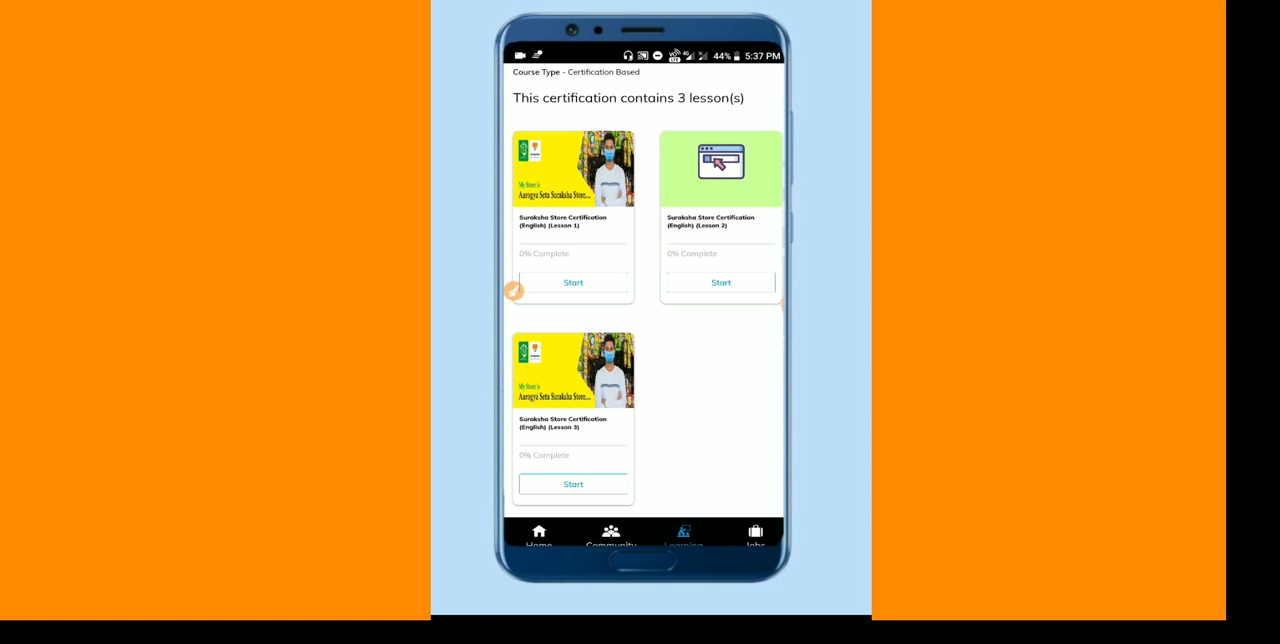 44% 5:37 PM
Course Type - Certification Based
This certification contains 3 lesson(s)
My Store is
Aarogya Setu Suraksha Store...
Suraksha Store Certification
(English) (Lesson 1)
0% Complete
Start
Suraksha Store Certification
(English) (Lesson 2)
0% Complete
Start
My Store is
Aarogya Setu Suraksha Store...
Suraksha Store Certification
(English) (Lesson 3)
0% Complete
Start
Home Community Learning Jobs